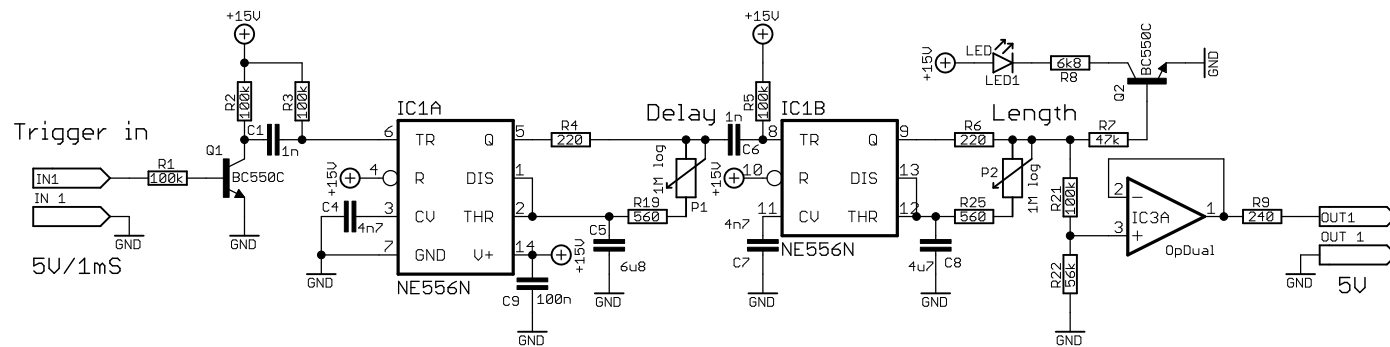 Trigger in
IN1
IN 1
5V/1mS
GND
R1
100k
Q1
BC550C
GND
+15V
R2
100k
R3
100k
C1
1n
+15V
C4
4n7
GND
IC1A
6
TR
Q
5
4
R
DIS
1
3
CV
THR
2
7
GND
V+
14
NE556N
+15V
C9
100n
GND
R4
220
R19
560
C5
6u8
GND
Delay
1M log
P1
1n
C6
+15V
R5
100k
+15V
4n7
C7
GND
IC1B
8
TR
Q
9
10
R
DIS
13
11
CV
THR
12
NE556N
R6
220
R25
560
4u7
C8
GND
Length
P2
1M log
+15V
LED
LED1
6k8
R8
Q2
BC550C
GND
R7
47k
R21
100k
R22
56k
GND
2
3
1
IC3A
OpDual
R9
240
OUT1
OUT 1
GND
5V